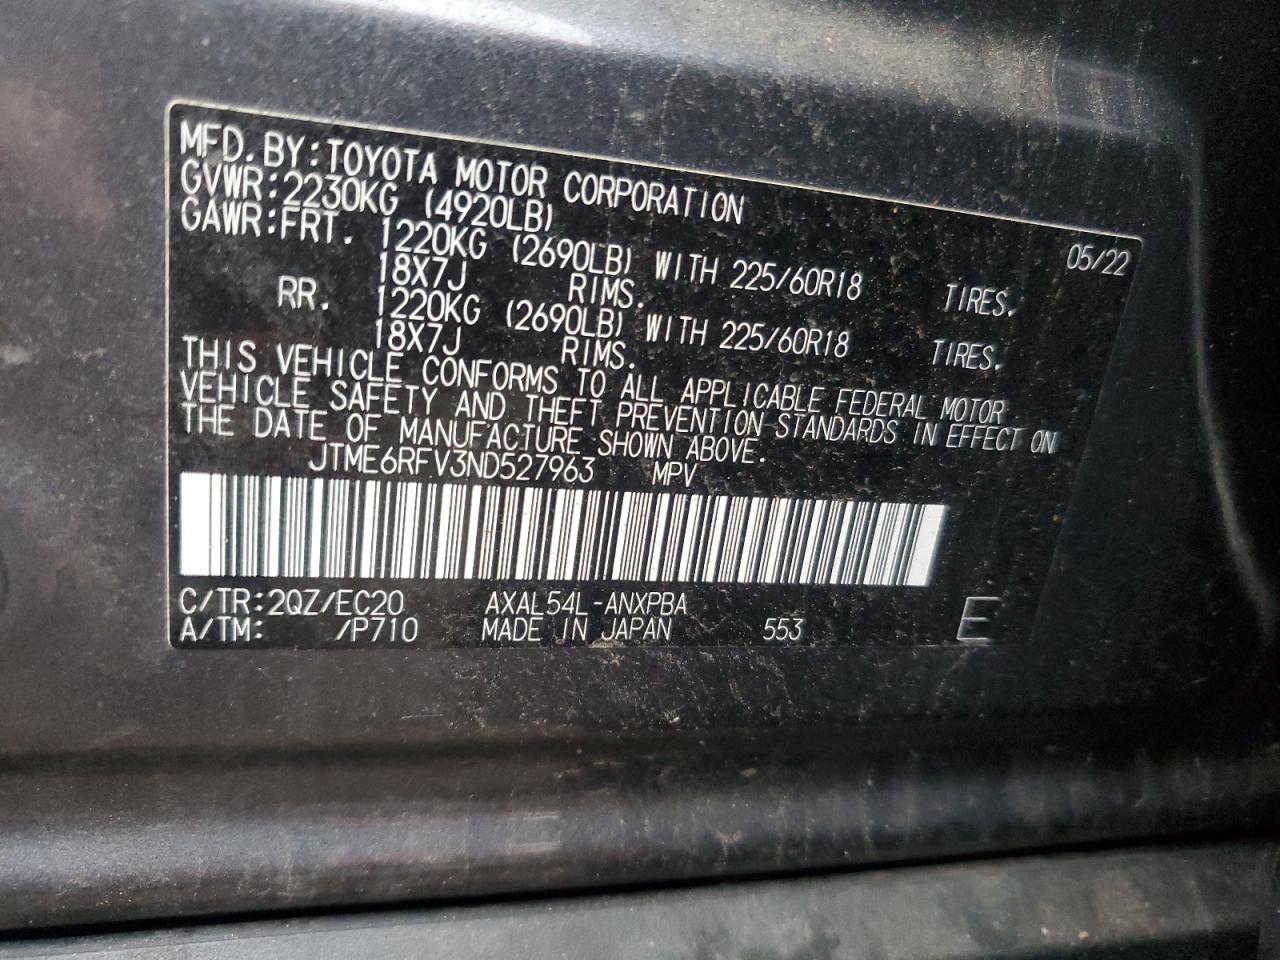 MFD. BY: TOYOTA MOTOR CORPORATION 05/22
GVWR: 2230KG (4920LB)
GAWR: FRT. 1220KG (2690LB) WITH 225/60R18 TIRES.
18X7J RIMS.
RR. 1220KG (2690LB) WITH 225/60R18 TIRES.
18X7J RIMS.
THIS VEHICLE CONFORMS TO ALL APPLICABLE FEDERAL MOTOR
VEHICLE SAFETY AND THEFT PREVENTION STANDARDS IN EFFECT ON
THE DATE OF MANUFACTURE SHOWN ABOVE.
JTME6RFV3ND527963 MPV
C/TR: 2QZ/EC20 AXAL54L-ANXPBA
A/TM: /P710 MADE IN JAPAN 553 E